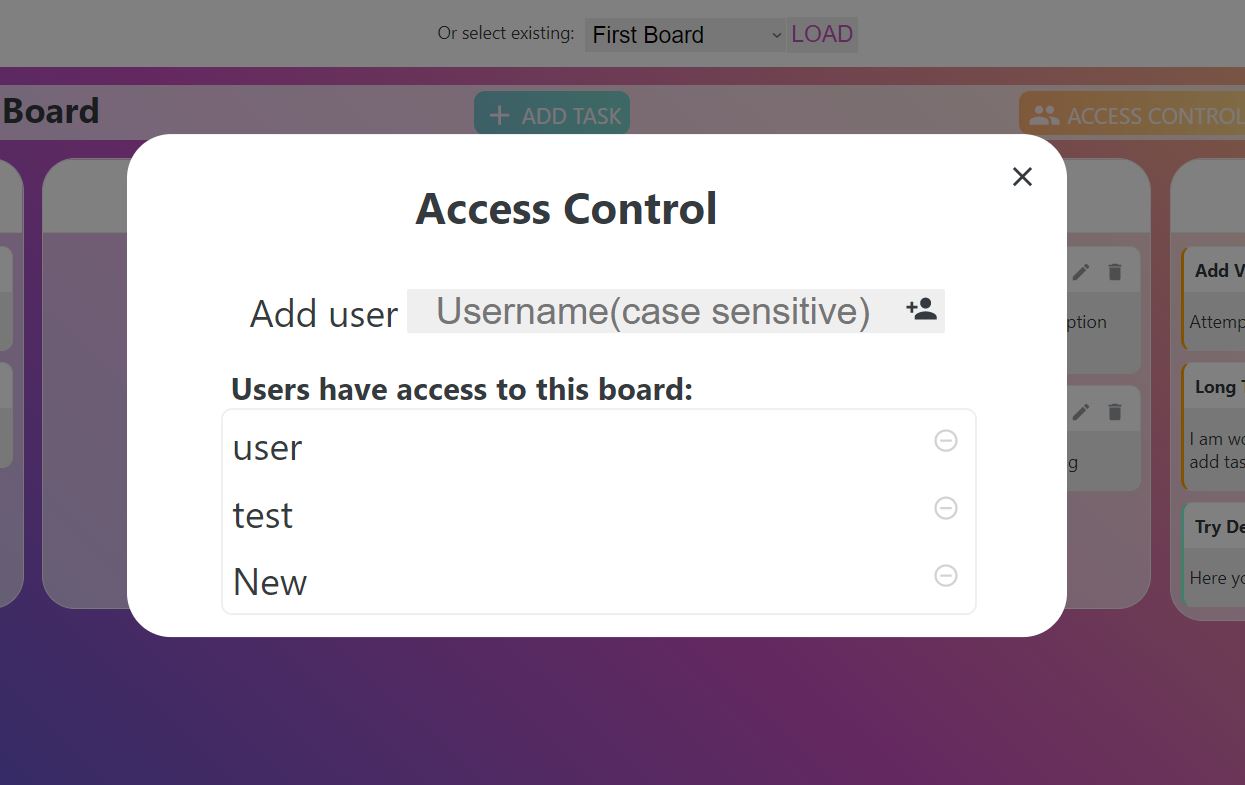 Or select existing: First Board LOAD
Board
ADD TASK
ACCESS CONTROL
Access Control
Add user Username(case sensitive)
Users have access to this board:
user
test
New
ption
g
Add V
Attemp
Long T
I am wo
add tas
Try De
Here yo